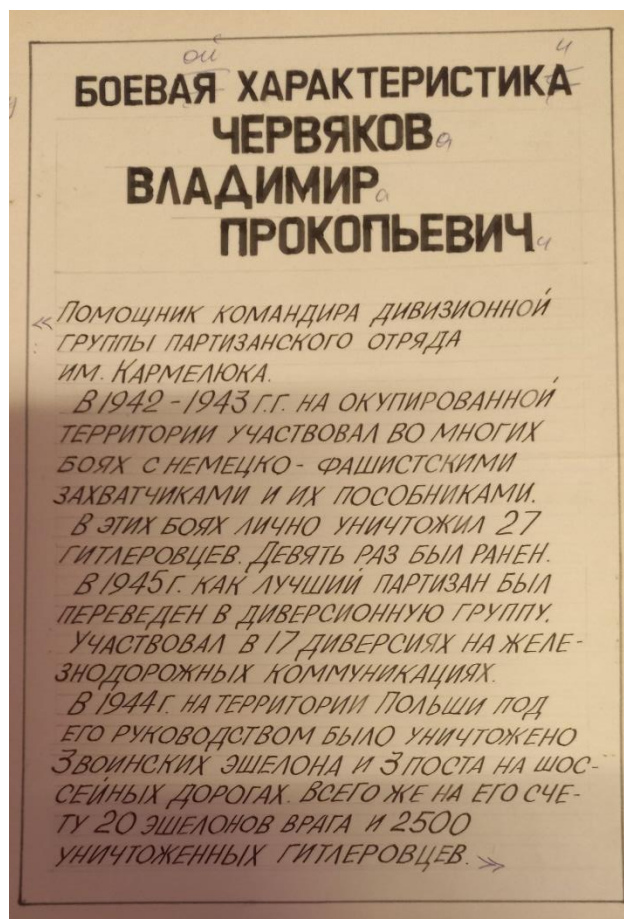 БОЕВАЯ ХАРАКТЕРИСТИКА
ЧЕРВЯКОВа
ВЛАДИМИРа
ПРОКОПЬЕВИЧ
«Помощник командира дивизионной
группы партизанского отряда
им. Кармелюка.
В 1942-1943 г.г. на окупированной
территории участвовал во многих
боях с немецко-фашистскими
захватчиками и их пособниками.
В этих боях лично уничтожил 27
гитлеровцев. Девять раз был ранен.
В 1945г. как лучший партизан был
переведен в диверсионную группу.
Участвовал в 17 диверсиях на желе-
знодорожных коммуникациях.
В 1944г. на территории Польши под
его руководством было уничтожено
3 воинских эшелона и 3 поста на шос-
сейных дорогах. Всего же на его сче-
ту 20 эшелонов врага и 2500
уничтоженных гитлеровцев.»